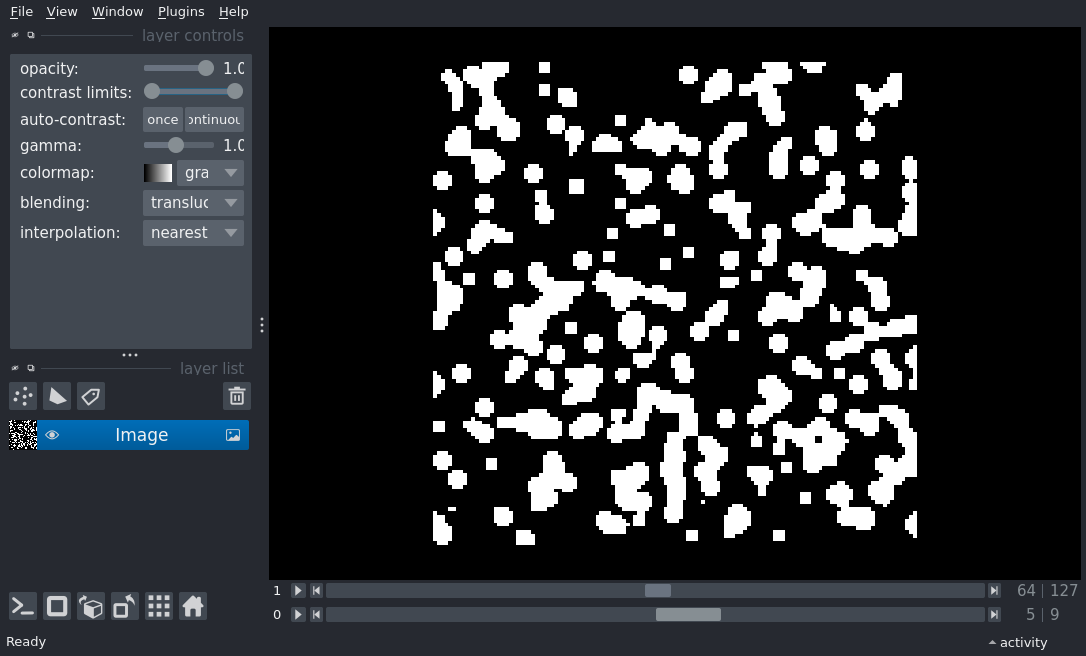 File View Window Plugins Help
layer controls
opacity: 1.0
contrast limits:
auto-contrast: once ontinuou
gamma: 1.0
colormap: gra
blending: transluc
interpolation: nearest
layer list
Image
1 64 127
0 5 9
Ready activity